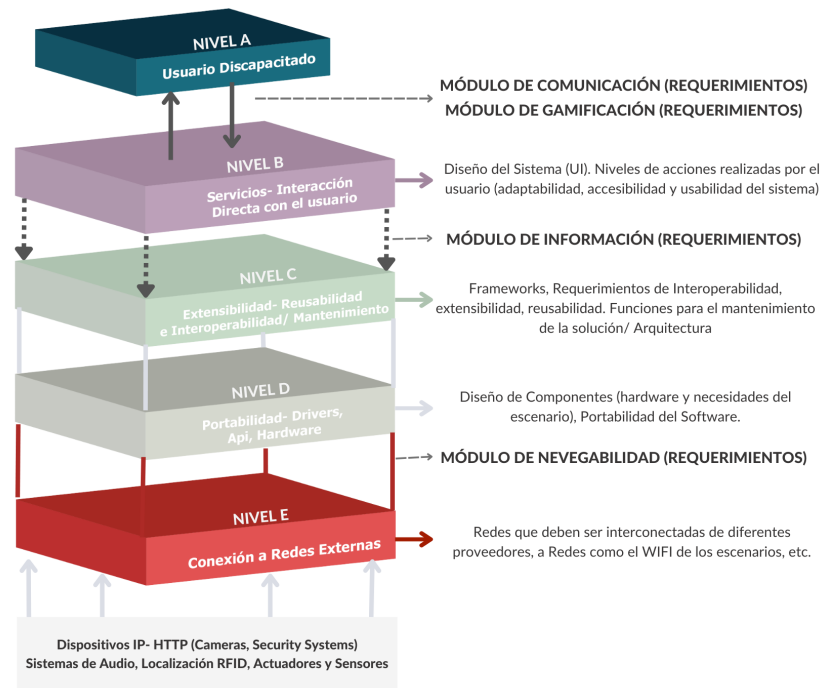 NIVEL A
Usuario Discapacitado
MÓDULO DE COMUNICACIÓN (REQUERIMIENTOS)
MÓDULO DE GAMIFICACIÓN (REQUERIMIENTOS)
NIVEL B
Servicios- Interacción
Directa con el usuario
Diseño del Sistema (UI). Niveles de acciones realizadas por el
usuario (adaptabilidad, accesibilidad y usabilidad del sistema)
MÓDULO DE INFORMACIÓN (REQUERIMIENTOS)
NIVEL C
Extensibilidad- Reusabilidad
e Interoperabilidad/ Mantenimiento
Frameworks, Requerimientos de Interoperabilidad,
extensibilidad, reusabilidad. Funciones para el mantenimiento
de la solución/ Arquitectura
NIVEL D
Portabilidad- Drivers,
Api, Hardware
Diseño de Componentes (hardware y necesidades del
escenario), Portabilidad del Software.
MÓDULO DE NEVEGABILIDAD (REQUERIMIENTOS)
NIVEL E
Conexión a Redes Externas
Redes que deben ser interconectadas de diferentes
proveedores, a Redes como el WIFI de los escenarios, etc.
Dispositivos IP- HTTP (Cameras, Security Systems)
Sistemas de Audio, Localización RFID, Actuadores y Sensores